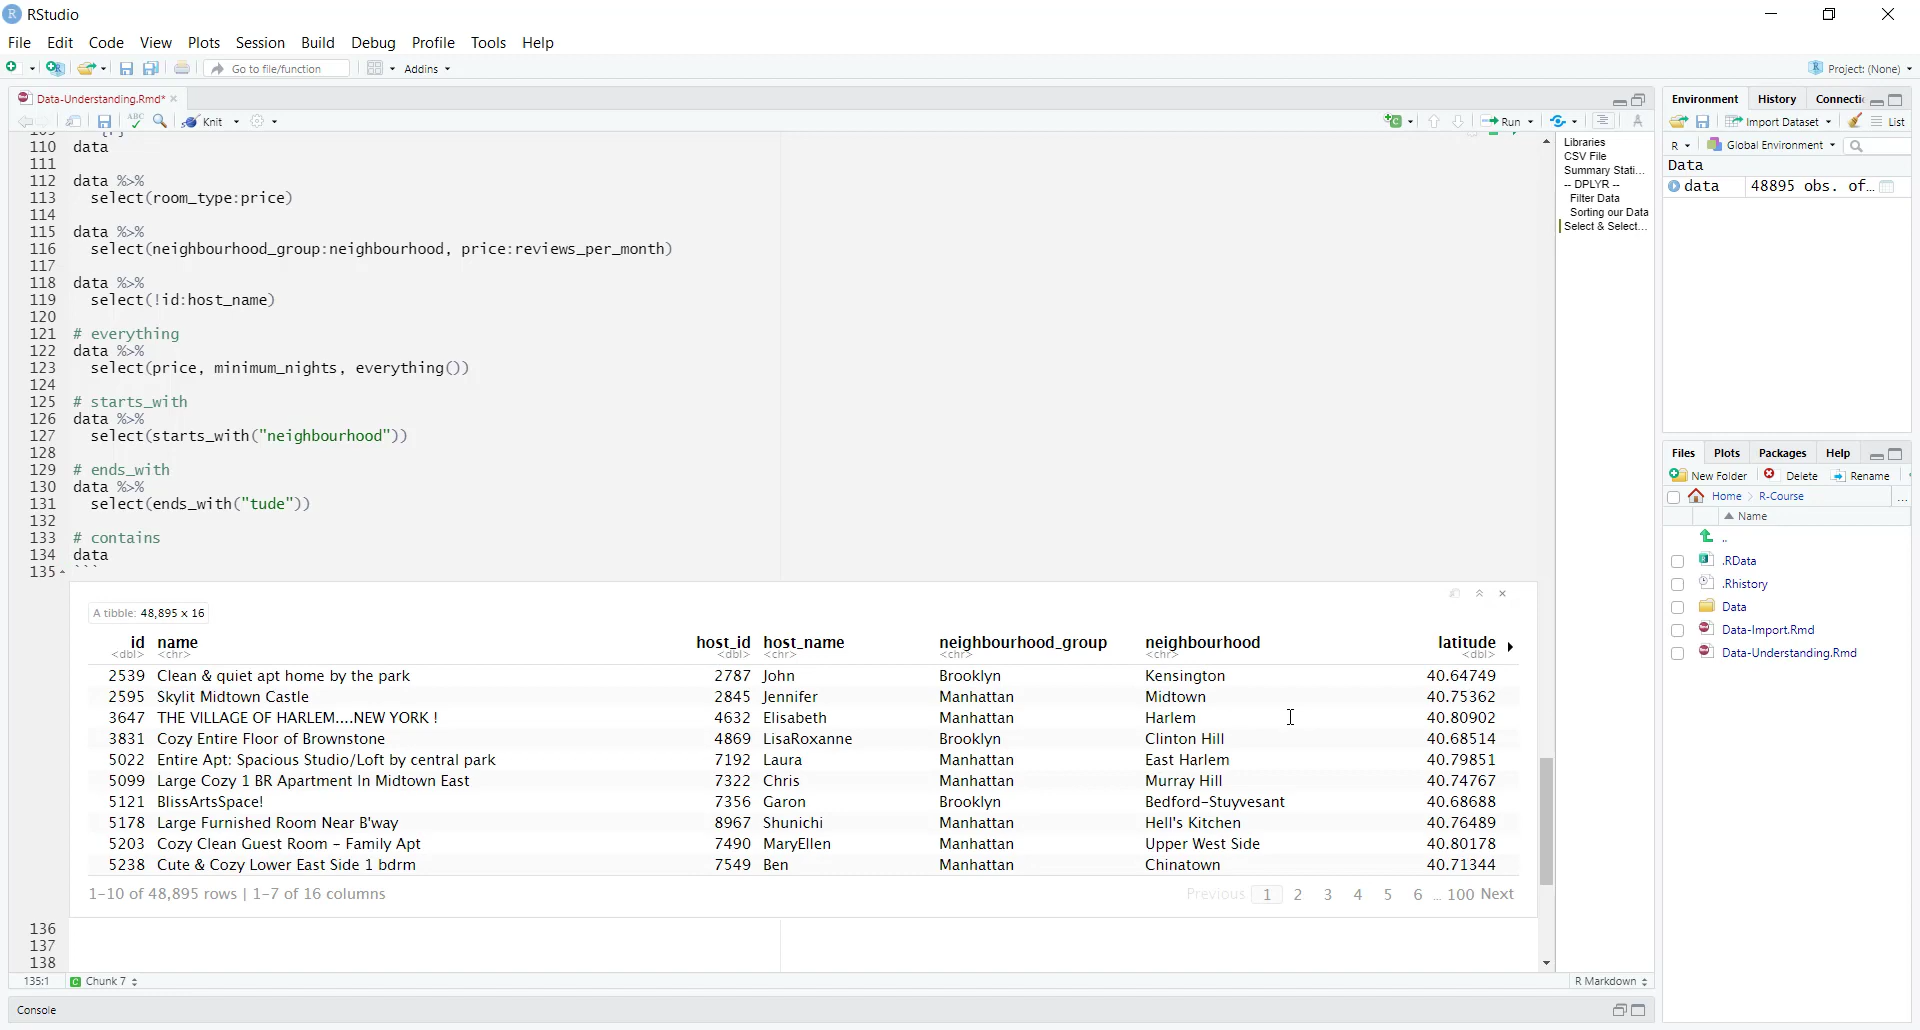 RStudio
File Edit Code View Plots Session Build Debug Profile Tools Help
Go to file/function Addins
Project: (None)
Data-Understanding.Rmd*
ABC Knit Run
110 data
111
112 data %>%
113 select(room_type:price)
114
115 data %>%
116 select(neighbourhood_group:neighbourhood, price:reviews_per_month)
117
118 data %>%
119 select(!id:host_name)
120
121 # everything
122 data %>%
123 select(price, minimum_nights, everything())
124
125 # starts_with
126 data %>%
127 select(starts_with("neighbourhood"))
128
129 # ends_with
130 data %>%
131 select(ends_with("tude"))
132
133 # contains
134 data
135 ```
A tibble: 48,895 x 16
id name host_id host_name neighbourhood_group neighbourhood latitude
<dbl> <chr> <dbl> <chr> <chr> <chr> <dbl>
2539 Clean & quiet apt home by the park 2787 John Brooklyn Kensington 40.64749
2595 Skylit Midtown Castle 2845 Jennifer Manhattan Midtown 40.75362
3647 THE VILLAGE OF HARLEM....NEW YORK ! 4632 Elisabeth Manhattan Harlem 40.80902
3831 Cozy Entire Floor of Brownstone 4869 LisaRoxanne Brooklyn Clinton Hill 40.68514
5022 Entire Apt: Spacious Studio/Loft by central park 7192 Laura Manhattan East Harlem 40.79851
5099 Large Cozy 1 BR Apartment In Midtown East 7322 Chris Manhattan Murray Hill 40.74767
5121 BlissArtsSpace! 7356 Garon Brooklyn Bedford-Stuyvesant 40.68688
5178 Large Furnished Room Near B'way 8967 Shunichi Manhattan Hell's Kitchen 40.76489
5203 Cozy Clean Guest Room - Family Apt 7490 MaryEllen Manhattan Upper West Side 40.80178
5238 Cute & Cozy Lower East Side 1 bdrm 7549 Ben Manhattan Chinatown 40.71344
1-10 of 48,895 rows | 1-7 of 16 columns Previous 1 2 3 4 5 6 ... 100 Next
136
137
138
135:1 Chunk 7 R Markdown
Console
Libraries
CSV File
Summary Stati...
-- DPLYR --
Filter Data
Sorting our Data
Select & Select...
Environment History Connectic
Import Dataset List
R Global Environment
Data
data 48895 obs. of...
Files Plots Packages Help
New Folder Delete Rename
Home R-Course ...
Name
..
.RData
.Rhistory
Data
Data-Import.Rmd
Data-Understanding.Rmd